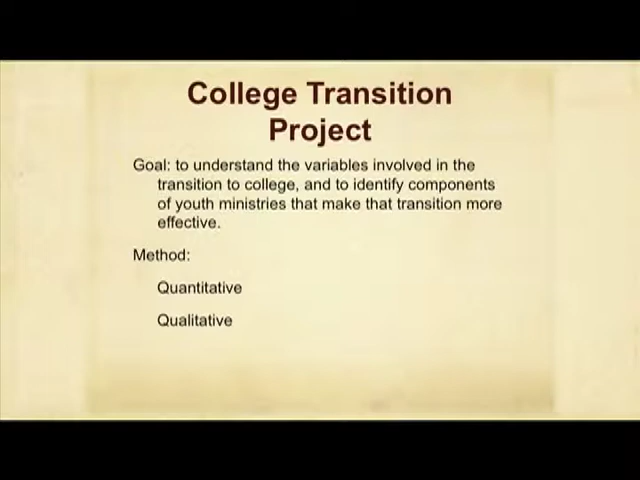 College Transition
Project
Goal: to understand the variables involved in the
transition to college, and to identify components
of youth ministries that make that transition more
effective.
Method:
Quantitative
Qualitative